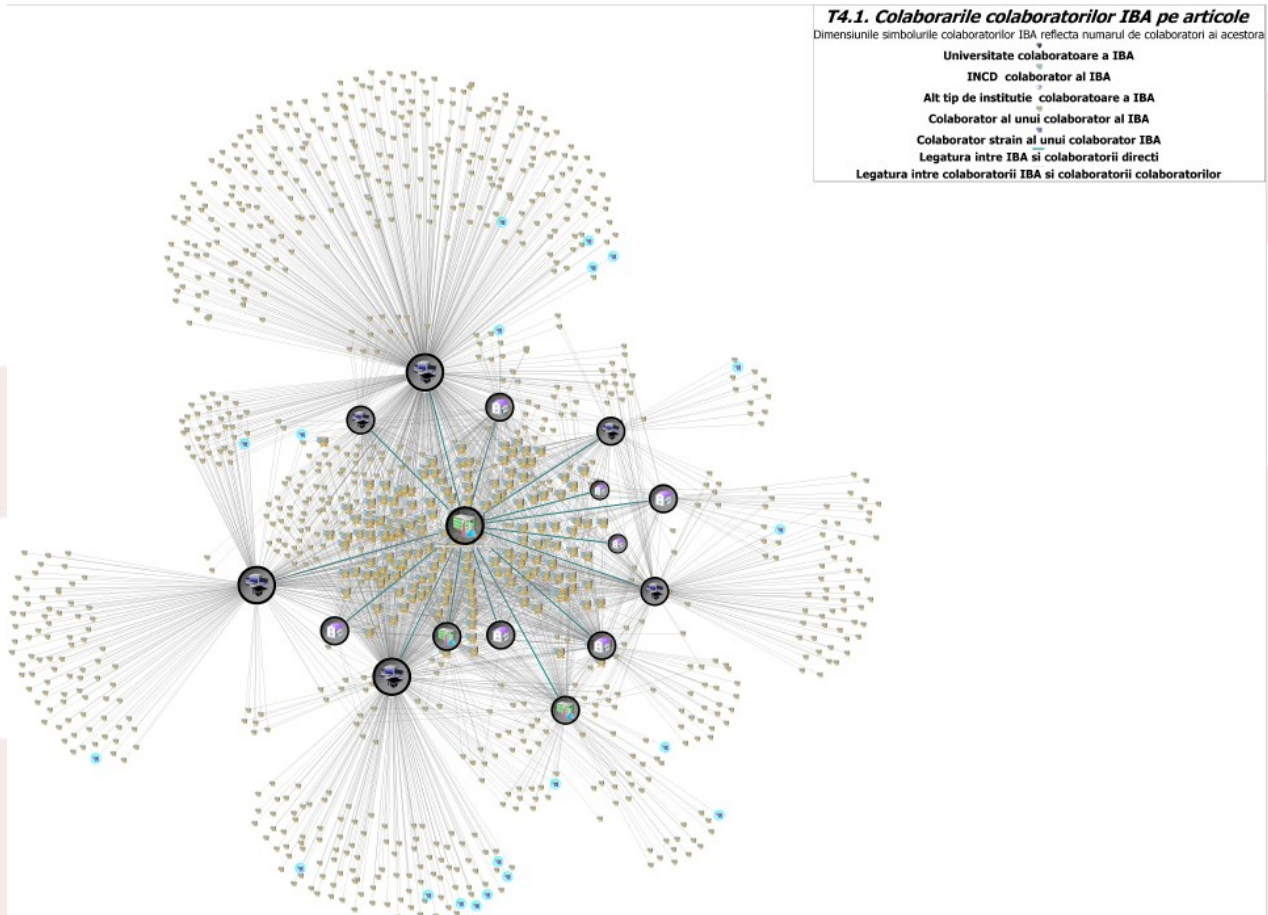 T4.1. Colaborarile colaboratorilor IBA pe articole
Dimensiunile simbolurile colaboratorilor IBA reflecta numarul de colaboratori ai acestora
Universitate colaboratoare a IBA
INCD colaborator al IBA
Alt tip de institutie colaboratoare a IBA
Colaborator al unui colaborator al IBA
Colaborator strain al unui colaborator IBA
Legatura intre IBA si colaboratorii directi
Legatura intre colaboratorii IBA si colaboratorii colaboratorilor